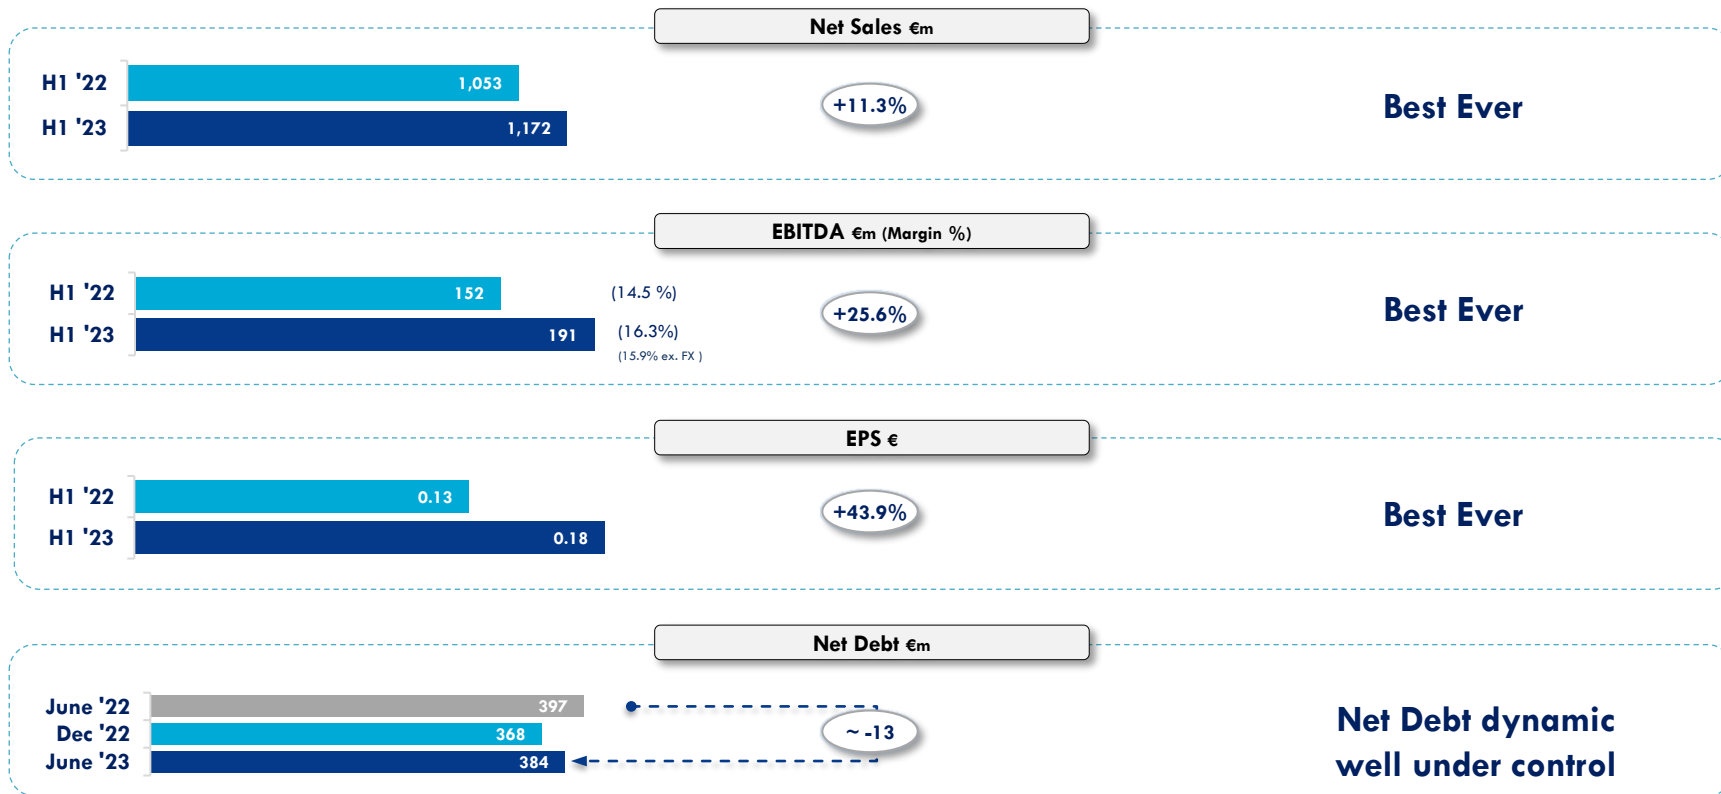 Net Sales €m
H1 '22
1,053
H1 '23
1,172
+11.3%
Best Ever
EBITDA €m (Margin %)
H1 '22
152
(14.5 %)
H1 '23
191
(16.3%)
(15.9% ex. FX )
+25.6%
Best Ever
EPS €
H1 '22
0.13
H1 '23
0.18
+43.9%
Best Ever
Net Debt €m
June '22
397
Dec '22
368
June '23
384
~ -13
Net Debt dynamic
well under control